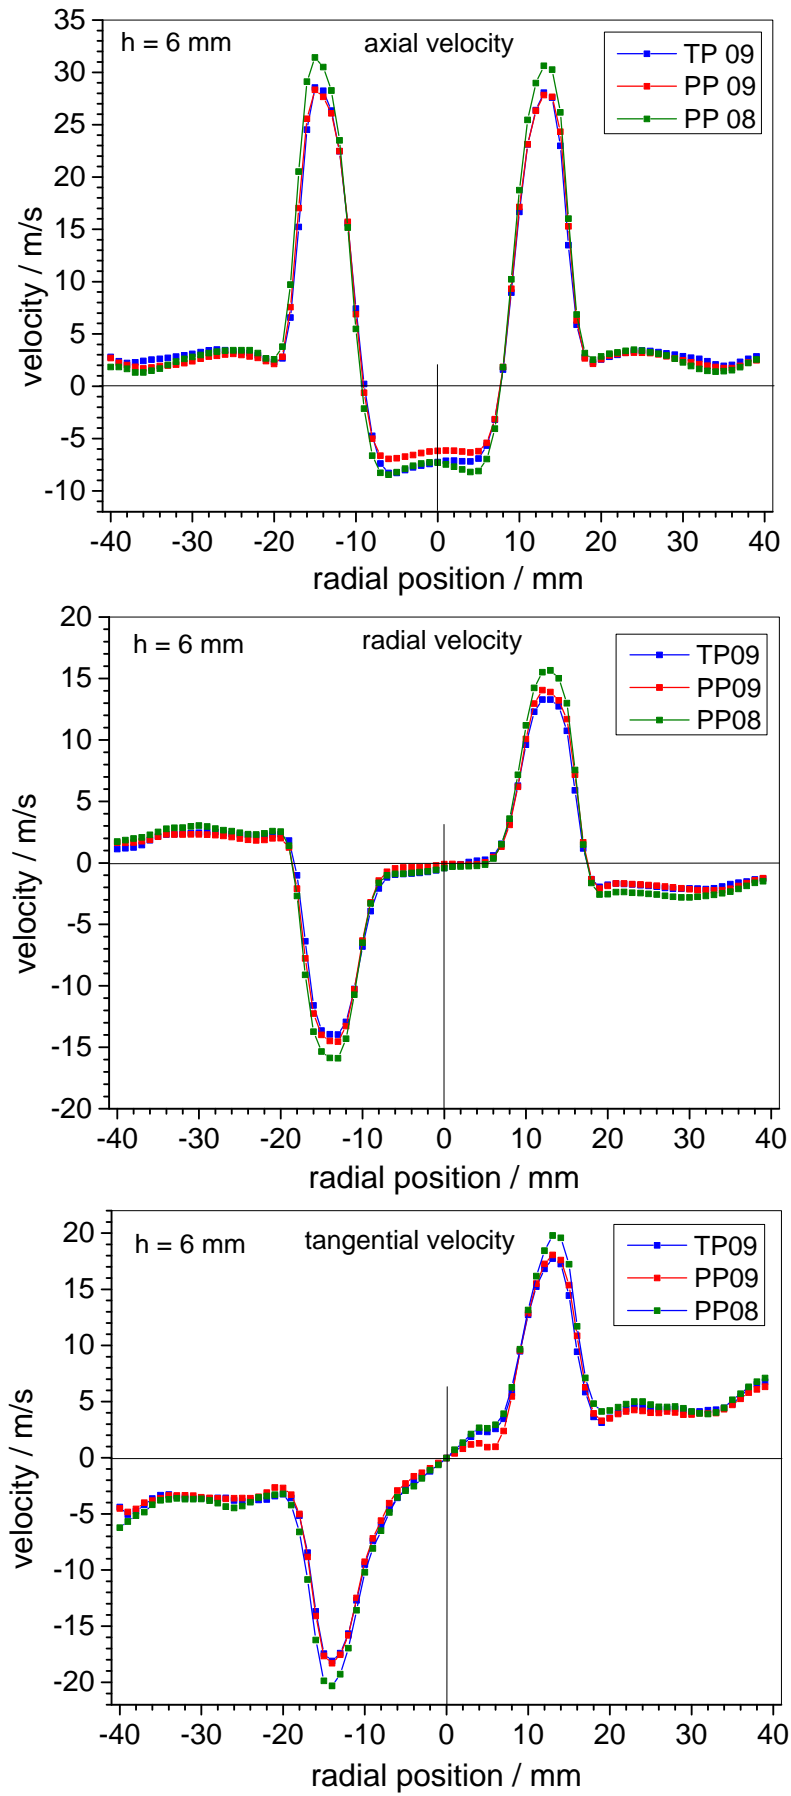 h = 6 mm axial velocity
TP 09
PP 09
PP 08
35
30
25
20
15
10
5
0
-5
-10
velocity / m/s
-40 -30 -20 -10 0 10 20 30 40
radial position / mm
h = 6 mm radial velocity
TP09
PP09
PP08
20
15
10
5
0
-5
-10
-15
-20
velocity / m/s
-40 -30 -20 -10 0 10 20 30 40
radial position / mm
h = 6 mm tangential velocity
TP09
PP09
PP08
20
15
10
5
0
-5
-10
-15
-20
velocity / m/s
-40 -30 -20 -10 0 10 20 30 40
radial position / mm